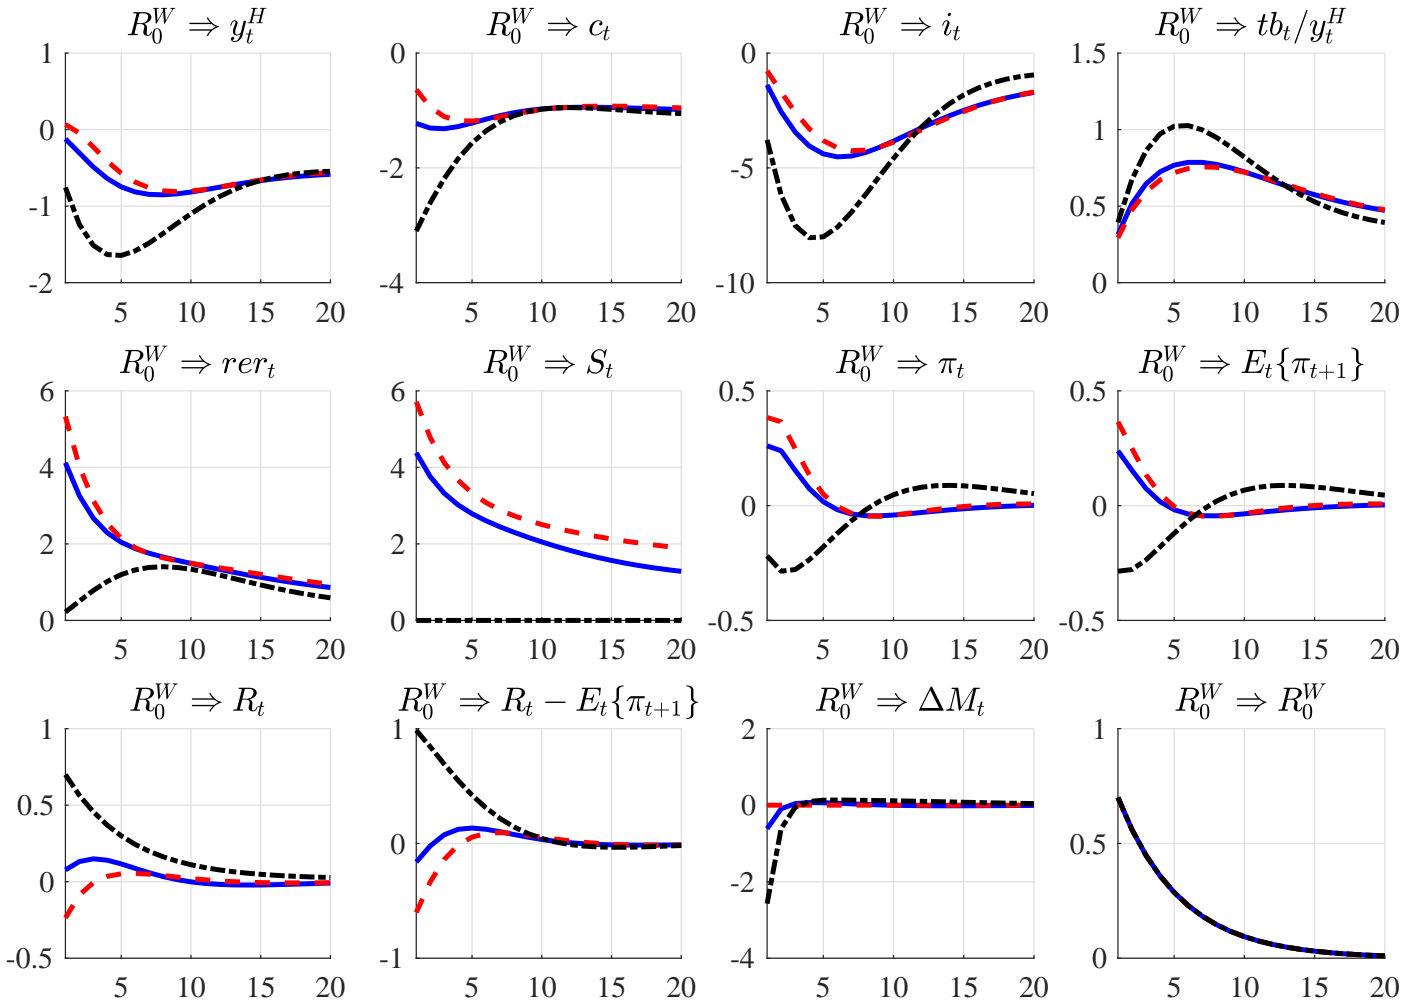 R_0^W ⇒ y_t^H R_0^W ⇒ c_t R_0^W ⇒ i_t R_0^W ⇒ tb_t/y_t^H
1 0 0 1.5
0 -2 -5 1
-1 0.5
-2 -4 -10 0
5 10 15 20 5 10 15 20 5 10 15 20 5 10 15 20
R_0^W ⇒ rer_t R_0^W ⇒ S_t R_0^W ⇒ π_t R_0^W ⇒ E_t{π_{t+1}}
6 6 0.5 0.5
4 4 0 0
2 2
0 0 -0.5 -0.5
5 10 15 20 5 10 15 20 5 10 15 20 5 10 15 20
R_0^W ⇒ R_t R_0^W ⇒ R_t − E_t{π_{t+1}} R_0^W ⇒ ΔM_t R_0^W ⇒ R_0^W
1 1 2 1
0.5 0 0 0.5
0 -2
-0.5 -1 -4 0
5 10 15 20 5 10 15 20 5 10 15 20 5 10 15 20